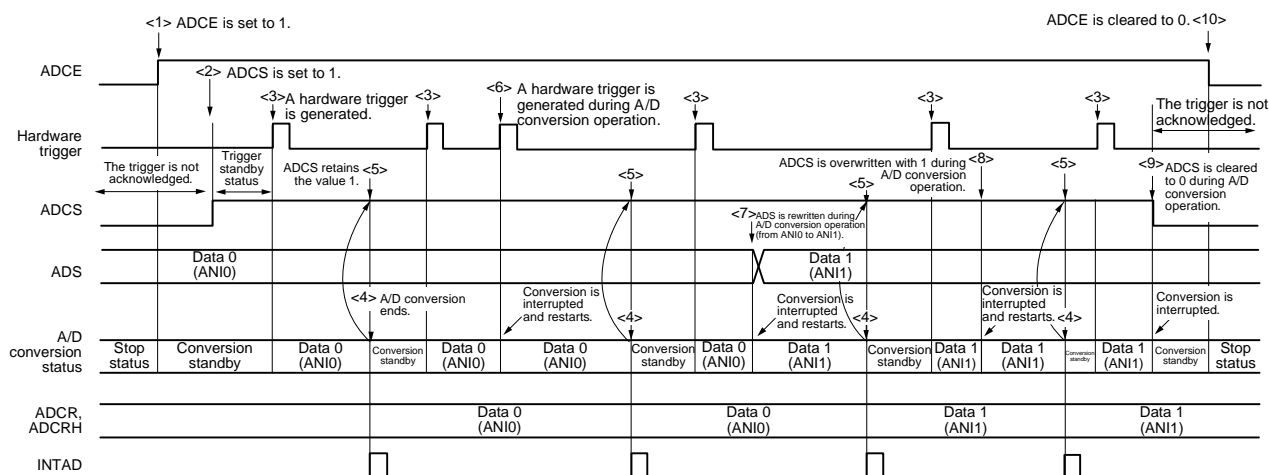 <1> ADCE is set to 1.
ADCE is cleared to 0. <10>
ADCE
<2> ADCS is set to 1.
<3> A hardware trigger
is generated.
<3>
<6> A hardware trigger is
generated during A/D
conversion operation.
<3>
<3>
<3>
The trigger is not
acknowledged.
Hardware
trigger
The trigger is not
acknowledged.
Trigger
standby
status
ADCS retains
the value 1.
<5>
<5>
ADCS is overwritten with 1 during
A/D conversion
operation.
<8>
<5>
<5>
<9> ADCS is cleared
to 0 during A/D
conversion
operation.
ADCS
<7> ADS is rewritten during
A/D conversion operation
(from ANI0 to ANI1).
ADS
Data 0
(ANI0)
Data 1
(ANI1)
<4> A/D conversion
ends.
Conversion is
interrupted
and restarts.
<4>
Conversion is
interrupted
and restarts.
<4>
Conversion is
interrupted
and restarts.
<4>
Conversion is
interrupted.
A/D
conversion
status
Stop
status
Conversion
standby
Data 0
(ANI0)
Conversion
standby
Data 0
(ANI0)
Data 0
(ANI0)
Conversion
standby
Data 0
(ANI0)
Data 1
(ANI1)
Conversion
standby
Data 1
(ANI1)
Data 1
(ANI1)
Conversion
standby
Data 1
(ANI1)
Conversion
standby
Stop
status
ADCR,
ADCRH
Data 0
(ANI0)
Data 0
(ANI0)
Data 1
(ANI1)
Data 1
(ANI1)
INTAD